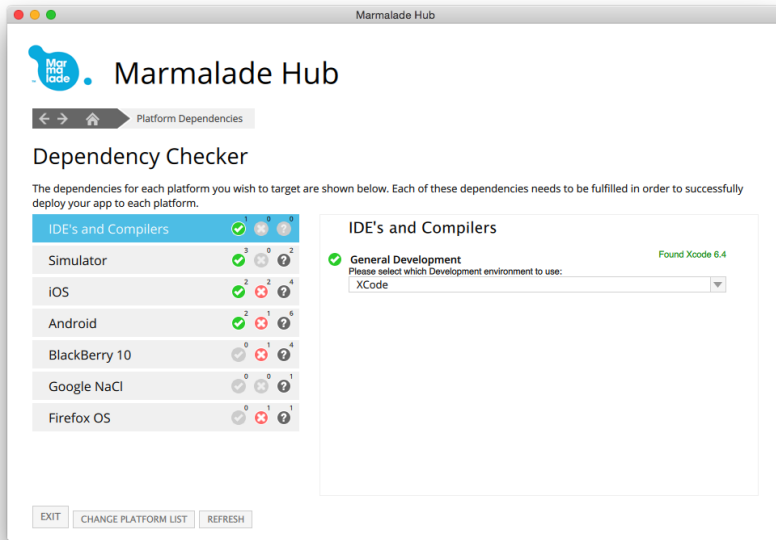 Marmalade Hub
Mar
ma
lade
Marmalade Hub
Platform Dependencies
Dependency Checker
The dependencies for each platform you wish to target are shown below. Each of these dependencies needs to be fulfilled in order to successfully
deploy your app to each platform.
IDE's and Compilers 1 0 0
Simulator 3 0 2
iOS 2 2 4
Android 2 1 6
BlackBerry 10 0 1 4
Google NaCl 0 0 1
Firefox OS 0 1 1
IDE's and Compilers
General Development Found Xcode 6.4
Please select which Development environment to use:
XCode
EXIT CHANGE PLATFORM LIST REFRESH